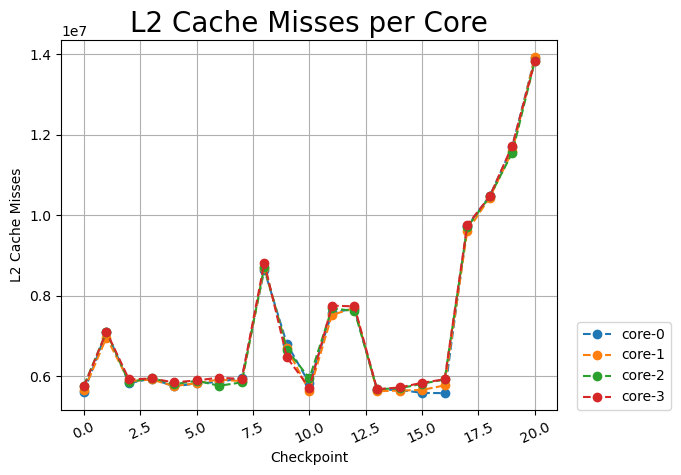 L2 Cache Misses per Core
1e7
1.4
1.2
1.0
0.8
0.6
L2 Cache Misses
0.0
2.5
5.0
7.5
10.0
12.5
15.0
17.5
20.0
Checkpoint
core-0
core-1
core-2
core-3